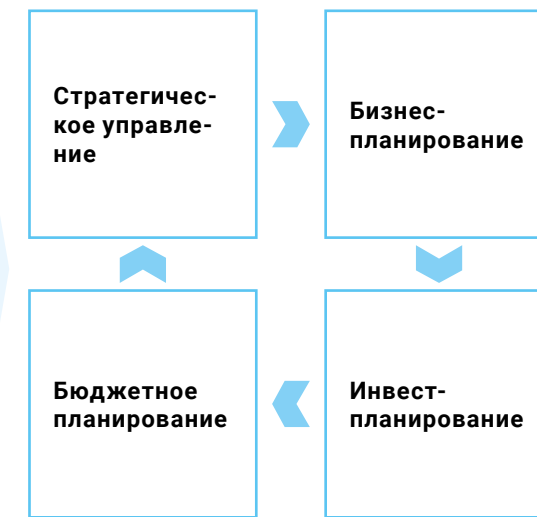 Стратегичес-
кое управле-
ние
Бизнес-
планирование
Бюджетное
планирование
Инвест-
планирование